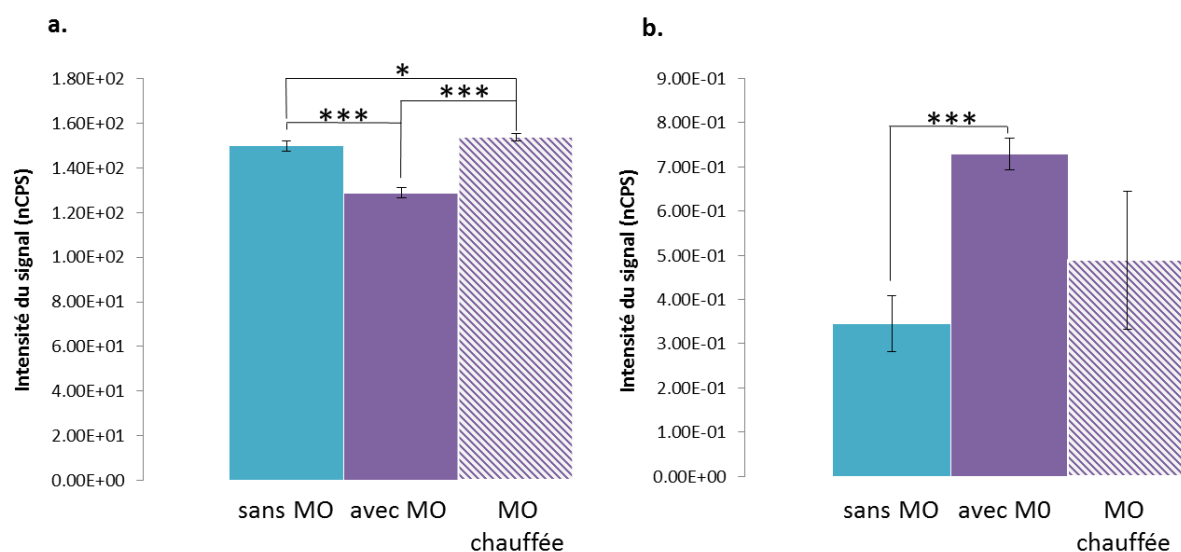 a.
Intensité du signal (nCPS)
1.80E+02
1.60E+02
1.40E+02
1.20E+02
1.00E+02
8.00E+01
6.00E+01
4.00E+01
2.00E+01
0.00E+00
*
***
***
sans MO
avec MO
MO
chauffée
b.
Intensité du signal (nCPS)
9.00E-01
8.00E-01
7.00E-01
6.00E-01
5.00E-01
4.00E-01
3.00E-01
2.00E-01
1.00E-01
0.00E+00
***
sans MO
avec M0
MO
chauffée